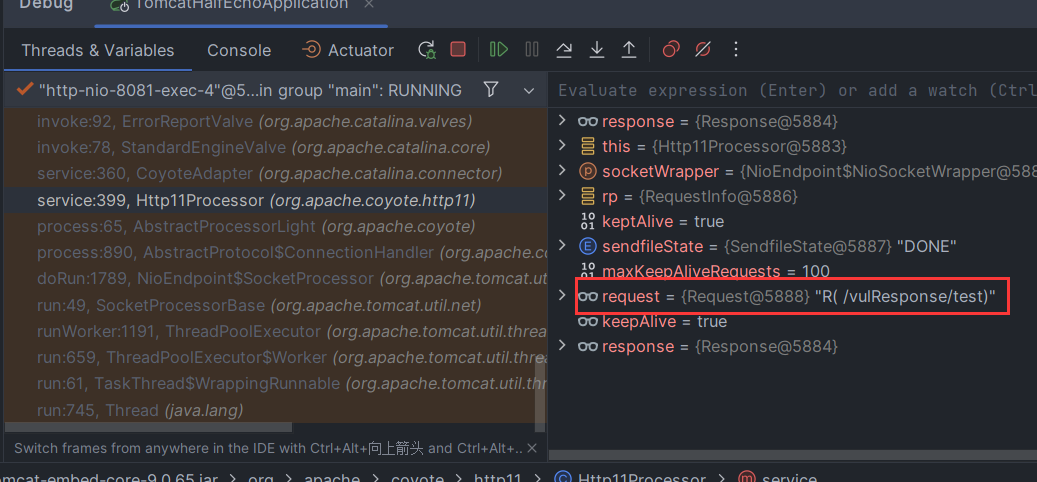 Debug TomcatHalfEchoApplication
Threads & Variables Console Actuator
"http-nio-8081-exec-4"@5...in group "main": RUNNING
invoke:92, ErrorReportValve (org.apache.catalina.valves)
invoke:78, StandardEngineValve (org.apache.catalina.core)
service:360, CoyoteAdapter (org.apache.catalina.connector)
service:399, Http11Processor (org.apache.coyote.http11)
process:65, AbstractProcessorLight (org.apache.coyote)
process:890, AbstractProtocol$ConnectionHandler (org.apache.co
doRun:1789, NioEndpoint$SocketProcessor (org.apache.tomcat.ut
run:49, SocketProcessorBase (org.apache.tomcat.util.net)
runWorker:1191, ThreadPoolExecutor (org.apache.tomcat.util.threa
run:659, ThreadPoolExecutor$Worker (org.apache.tomcat.util.threa
run:61, TaskThread$WrappingRunnable (org.apache.tomcat.util.thr
run:745, Thread (java.lang)
Switch frames from anywhere in the IDE with Ctrl+Alt+向上箭头 and Ctrl+Alt+..
Evaluate expression (Enter) or add a watch (Ctrl
response = {Response@5884}
this = {Http11Processor@5883}
p socketWrapper = {NioEndpoint$NioSocketWrapper@588
rp = {RequestInfo@5886}
10 01 keptAlive = true
E sendfileState = {SendfileState@5887} "DONE"
10 01 maxKeepAliveRequests = 100
request = {Request@5888} "R( /vulResponse/test)"
keepAlive = true
response = {Response@5884}
omcat-embed-core-9.0.65.jar > org > apache > coyote > http11 > C Http11Processor > m service